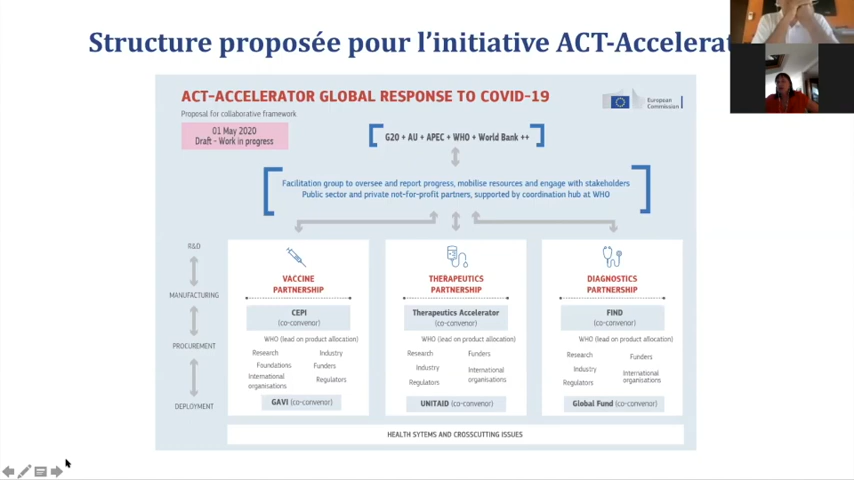 Structure proposée pour l’initiative ACT-Accelerat
ACT-ACCELERATOR GLOBAL RESPONSE TO COVID-19
Proposal for collaborative framework
European
Commission
01 May 2020
Draft - Work in progress
G20 + AU + APEC + WHO + World Bank ++
Facilitation group to oversee and report progress, mobilise resources and engage with stakeholders
Public sector and private not-for-profit partners, supported by coordination hub at WHO
R&D
MANUFACTURING
PROCUREMENT
DEPLOYMENT
VACCINE
PARTNERSHIP
CEPI
(co-convenor)
WHO (lead on product allocation)
Research
Industry
Foundations
Funders
International
organisations
Regulators
GAVI (co-convenor)
THERAPEUTICS
PARTNERSHIP
Therapeutics Accelerator
(co-convenor)
WHO (lead on product allocation)
Research
Funders
Industry
International
organisations
Regulators
UNITAID (co-convenor)
DIAGNOSTICS
PARTNERSHIP
FIND
(co-convenor)
WHO (lead on product allocation)
Research
Funders
Industry
International
organisations
Regulators
Global Fund (co-convenor)
HEALTH SYTEMS AND CROSSCUTTING ISSUES